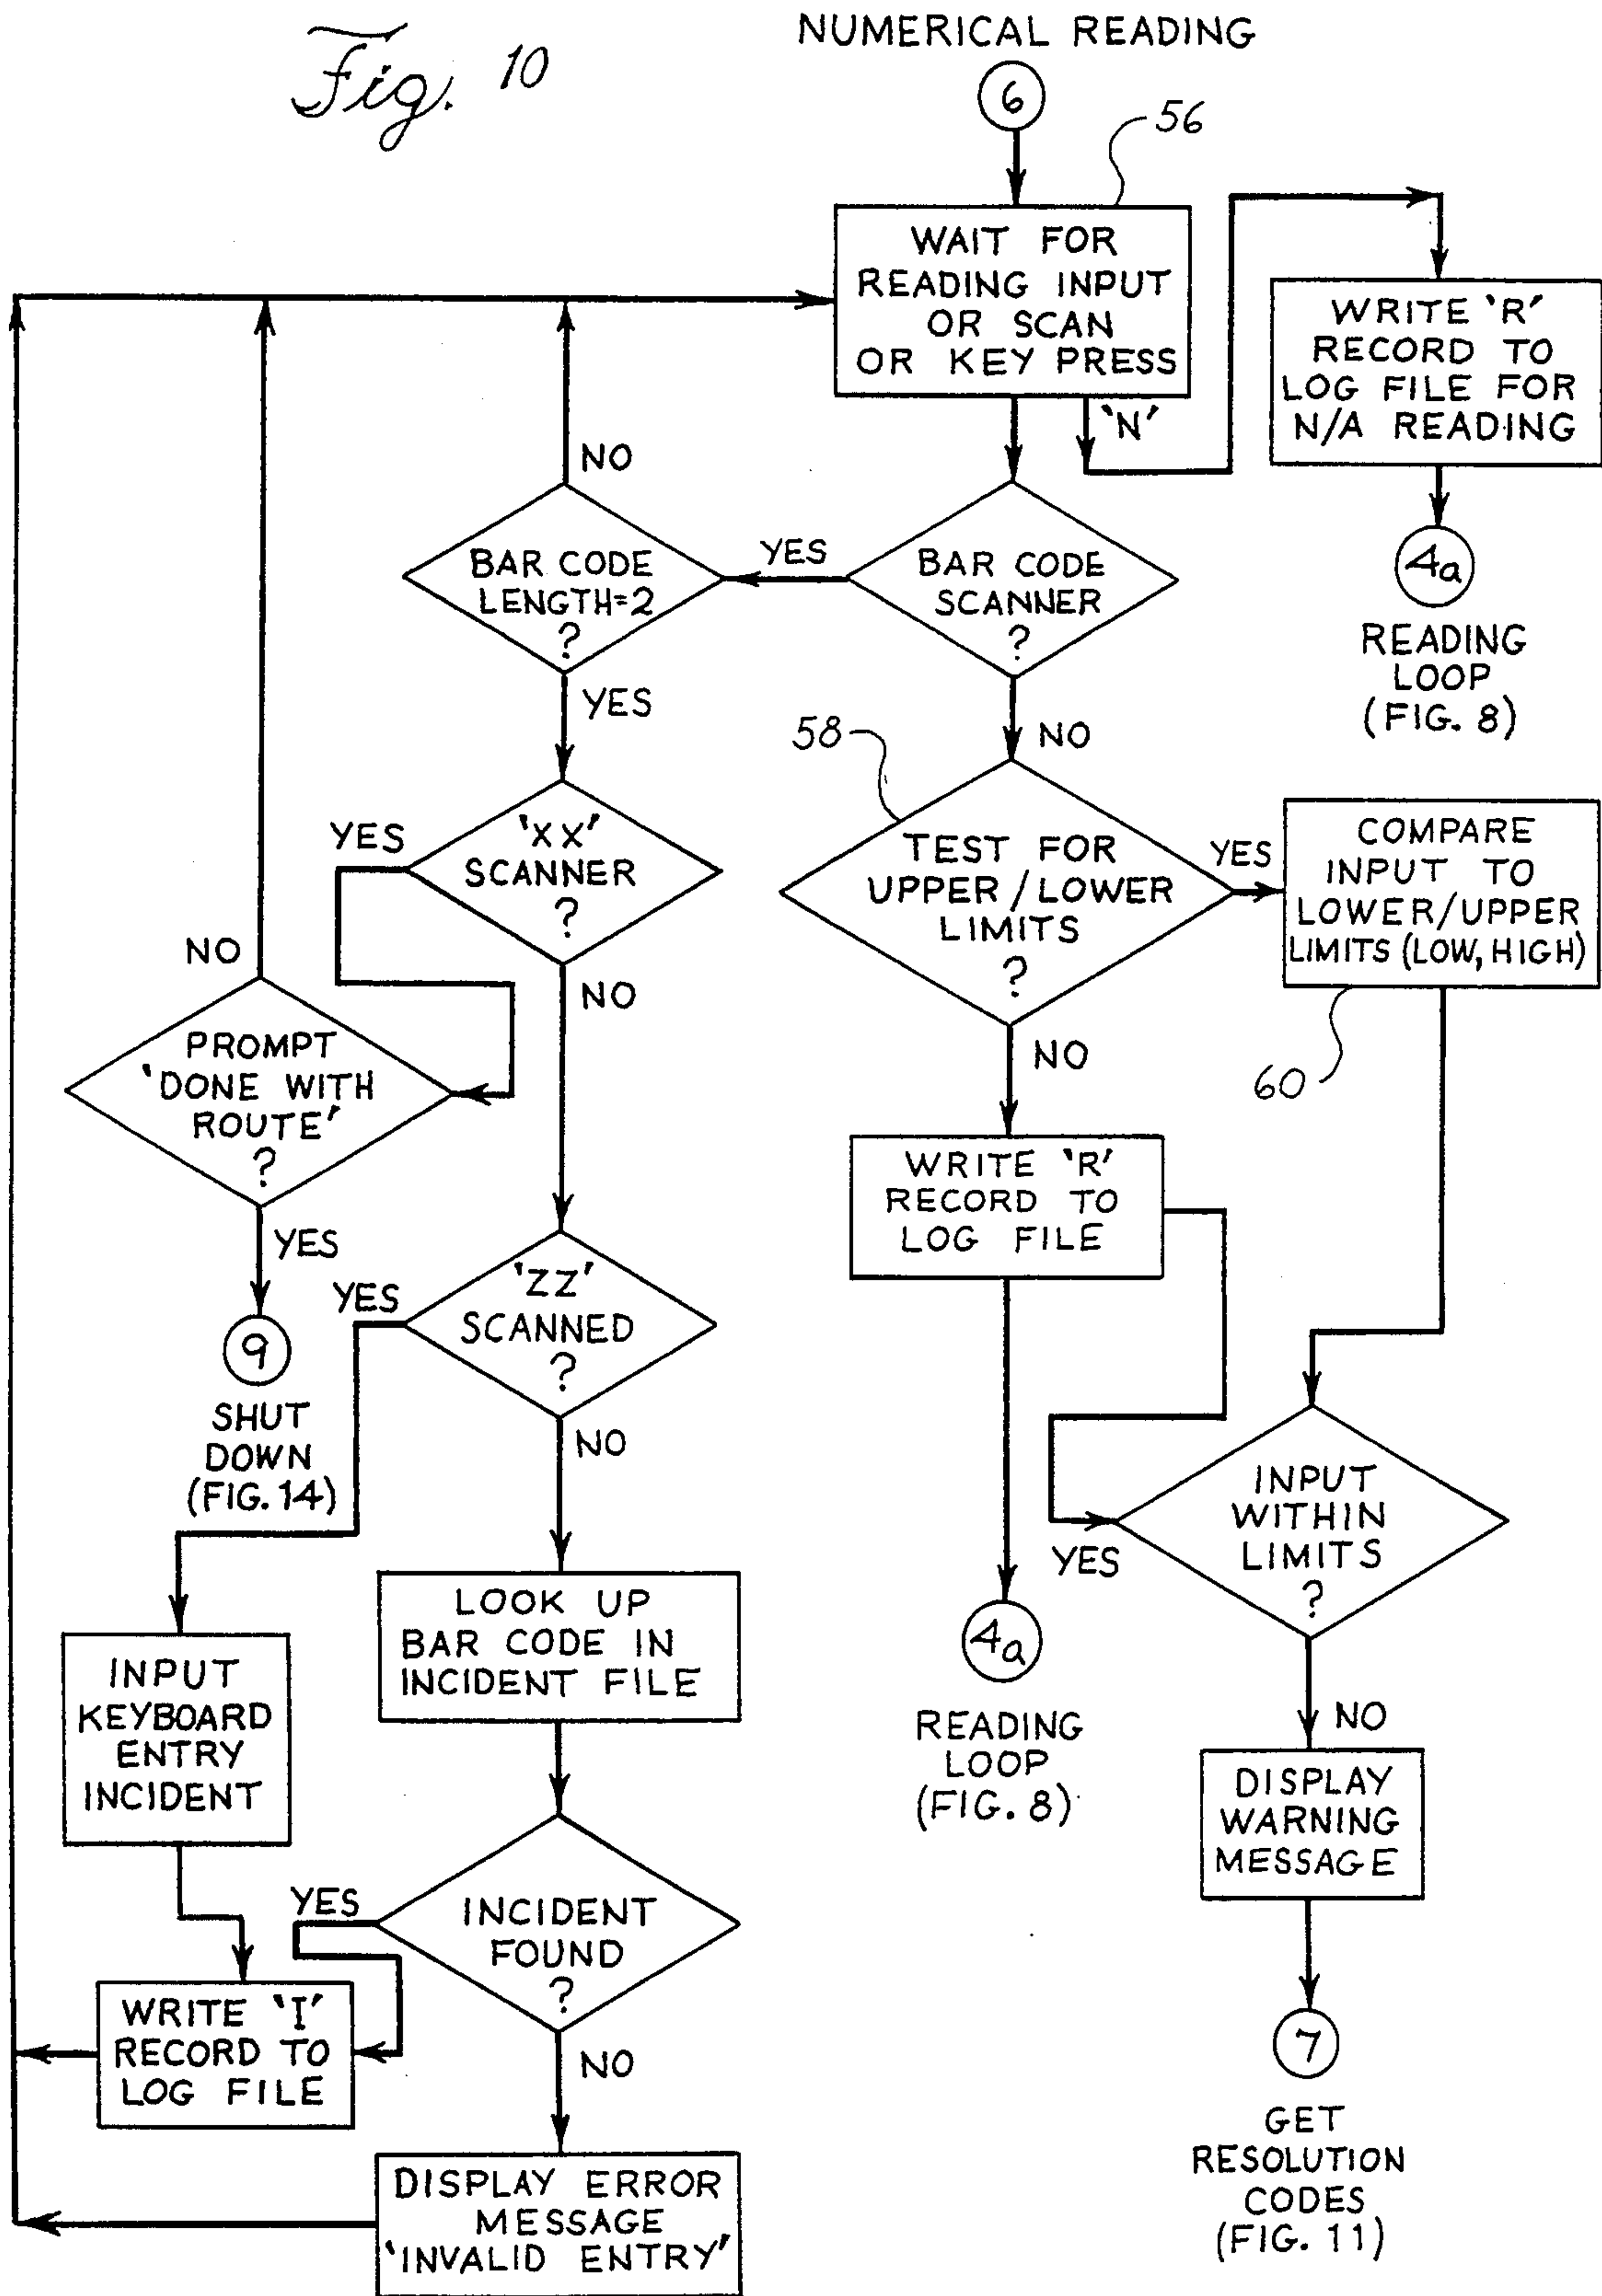 Fig. 10
NUMERICAL READING
6
56
WAIT FOR
READING INPUT
OR SCAN
OR KEY PRESS
'N'
WRITE 'R'
RECORD TO
LOG FILE FOR
N/A READING
4a
READING
LOOP
(FIG. 8)
NO
BAR CODE
LENGTH=2
?
YES
BAR CODE
SCANNER
?
YES
NO
58
'XX'
SCANNER
?
YES
NO
TEST FOR
UPPER/LOWER
LIMITS
?
YES
COMPARE
INPUT TO
LOWER/UPPER
LIMITS (LOW, HIGH)
60
NO
NO
PROMPT
'DONE WITH
ROUTE'
?
YES
9
SHUT
DOWN
(FIG. 14)
WRITE 'R'
RECORD TO
LOG FILE
'ZZ'
SCANNED
?
YES
NO
INPUT
WITHIN
LIMITS
?
YES
NO
4a
READING
LOOP
(FIG. 8)
LOOK UP
BAR CODE IN
INCIDENT FILE
INPUT
KEYBOARD
ENTRY
INCIDENT
DISPLAY
WARNING
MESSAGE
YES
INCIDENT
FOUND
?
NO
WRITE 'I'
RECORD TO
LOG FILE
7
GET
RESOLUTION
CODES
(FIG. 11)
DISPLAY ERROR
MESSAGE
'INVALID ENTRY'